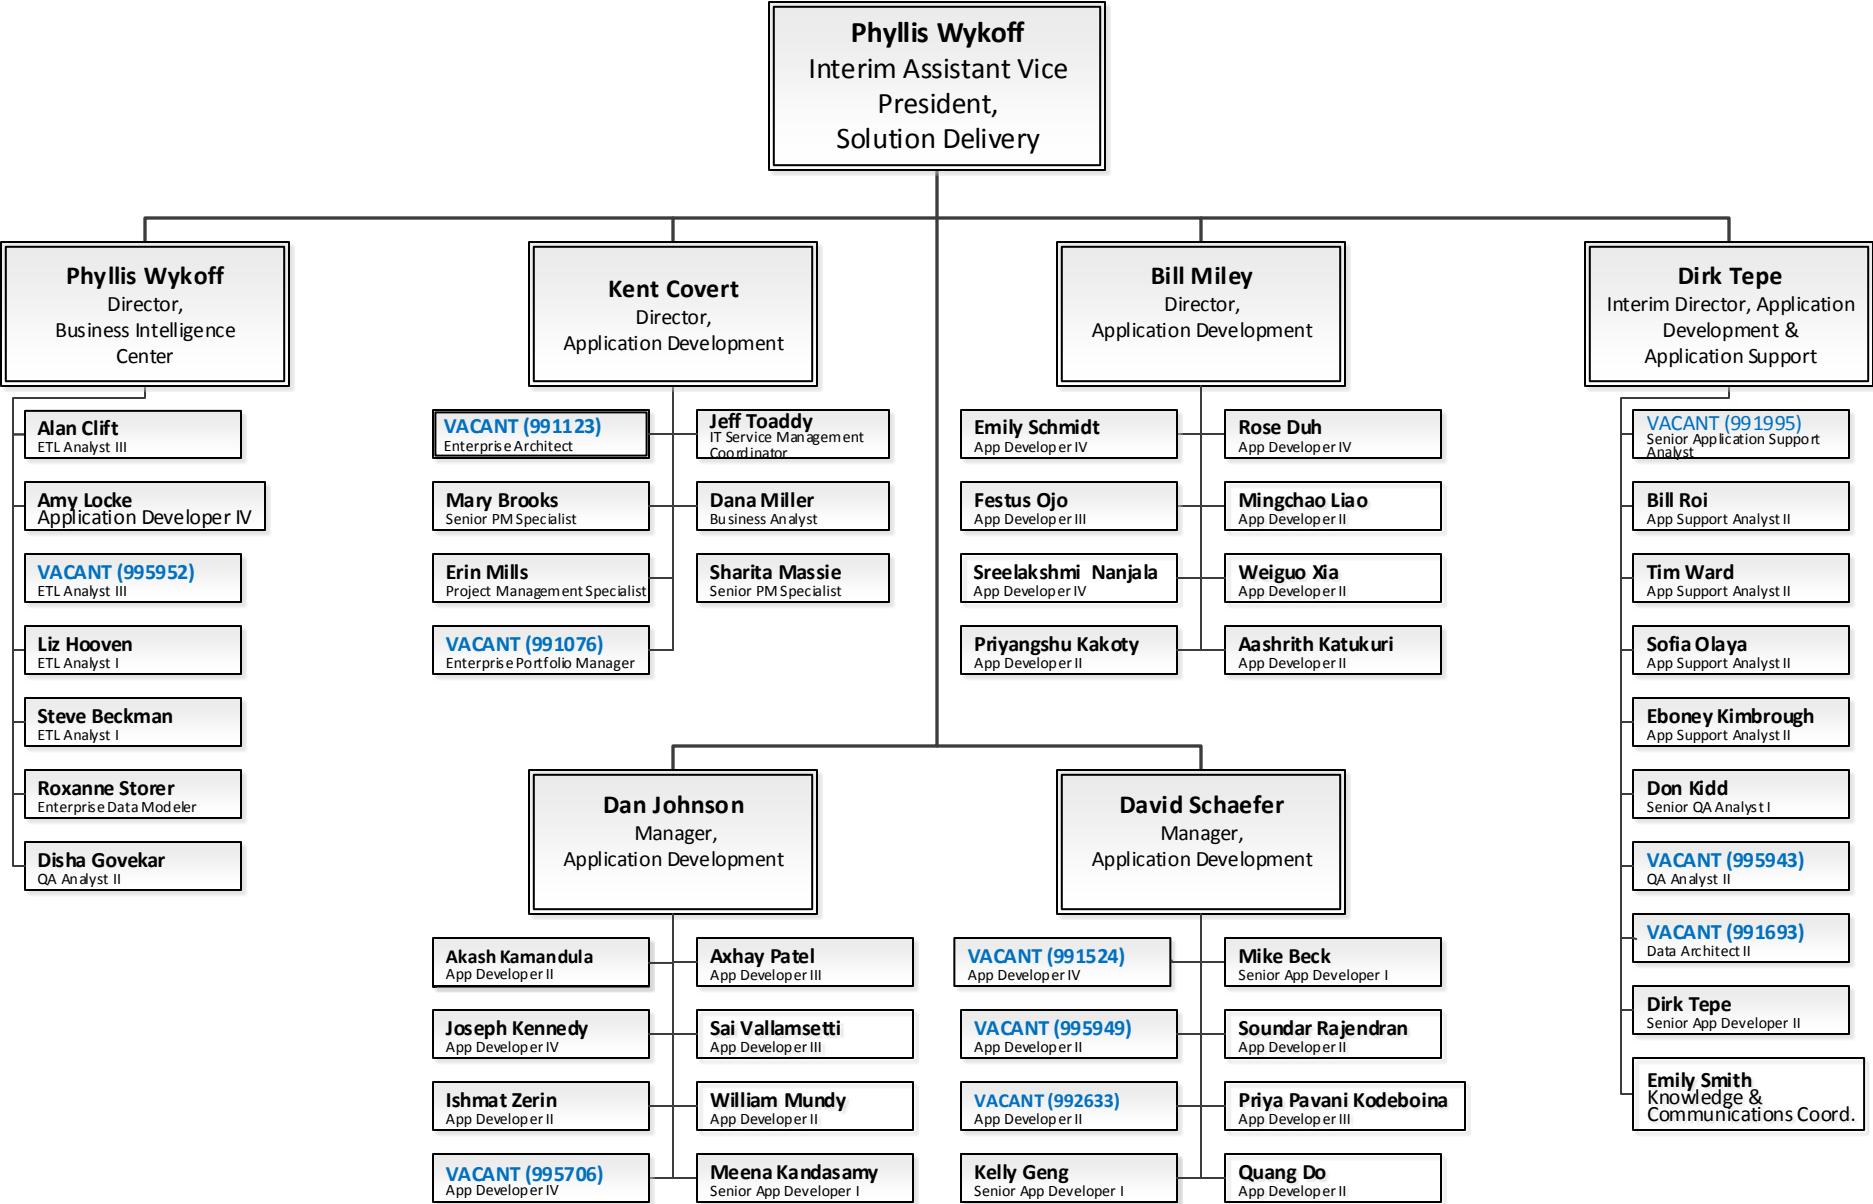 Phyllis Wykoff
Interim Assistant Vice
President,
Solution Delivery
Phyllis Wykoff
Director,
Business Intelligence
Center
Alan Clift
ETL Analyst III
Amy Locke
Application Developer IV
VACANT (995952)
ETL Analyst III
Liz Hooven
ETL Analyst I
Steve Beckman
ETL Analyst I
Roxanne Storer
Enterprise Data Modeler
Disha Govekar
QA Analyst II
Kent Covert
Director,
Application Development
VACANT (991123)
Enterprise Architect
Jeff Toaddy
IT Service Management
Coordinator
Mary Brooks
Senior PM Specialist
Dana Miller
Business Analyst
Erin Mills
Project Management Specialist
Sharita Massie
Senior PM Specialist
VACANT (991076)
Enterprise Portfolio Manager
Bill Miley
Director,
Application Development
Emily Schmidt
App Developer IV
Rose Duh
App Developer IV
Festus Ojo
App Developer III
Mingchao Liao
App Developer II
Sreelakshmi Nanjala
App Developer IV
Weiguo Xia
App Developer II
Priyangshu Kakoty
App Developer II
Aashrith Katukuri
App Developer II
Dirk Tepe
Interim Director, Application
Development &
Application Support
VACANT (991995)
Senior Application Support
Analyst
Bill Roi
App Support Analyst II
Tim Ward
App Support Analyst II
Sofia Olaya
App Support Analyst II
Eboney Kimbrough
App Support Analyst II
Don Kidd
Senior QA Analyst I
VACANT (995943)
QA Analyst II
VACANT (991693)
Data Architect II
Dirk Tepe
Senior App Developer II
Emily Smith
Knowledge &
Communications Coord.
Dan Johnson
Manager,
Application Development
Akash Kamandula
App Developer II
Axhay Patel
App Developer III
Joseph Kennedy
App Developer IV
Sai Vallamsetti
App Developer III
Ishmat Zerin
App Developer II
William Mundy
App Developer II
VACANT (995706)
App Developer IV
Meena Kandasamy
Senior App Developer I
David Schaefer
Manager,
Application Development
VACANT (991524)
App Developer IV
Mike Beck
Senior App Developer I
VACANT (995949)
App Developer II
Soundar Rajendran
App Developer II
VACANT (992633)
App Developer II
Priya Pavani Kodeboina
App Developer III
Kelly Geng
Senior App Developer I
Quang Do
App Developer II